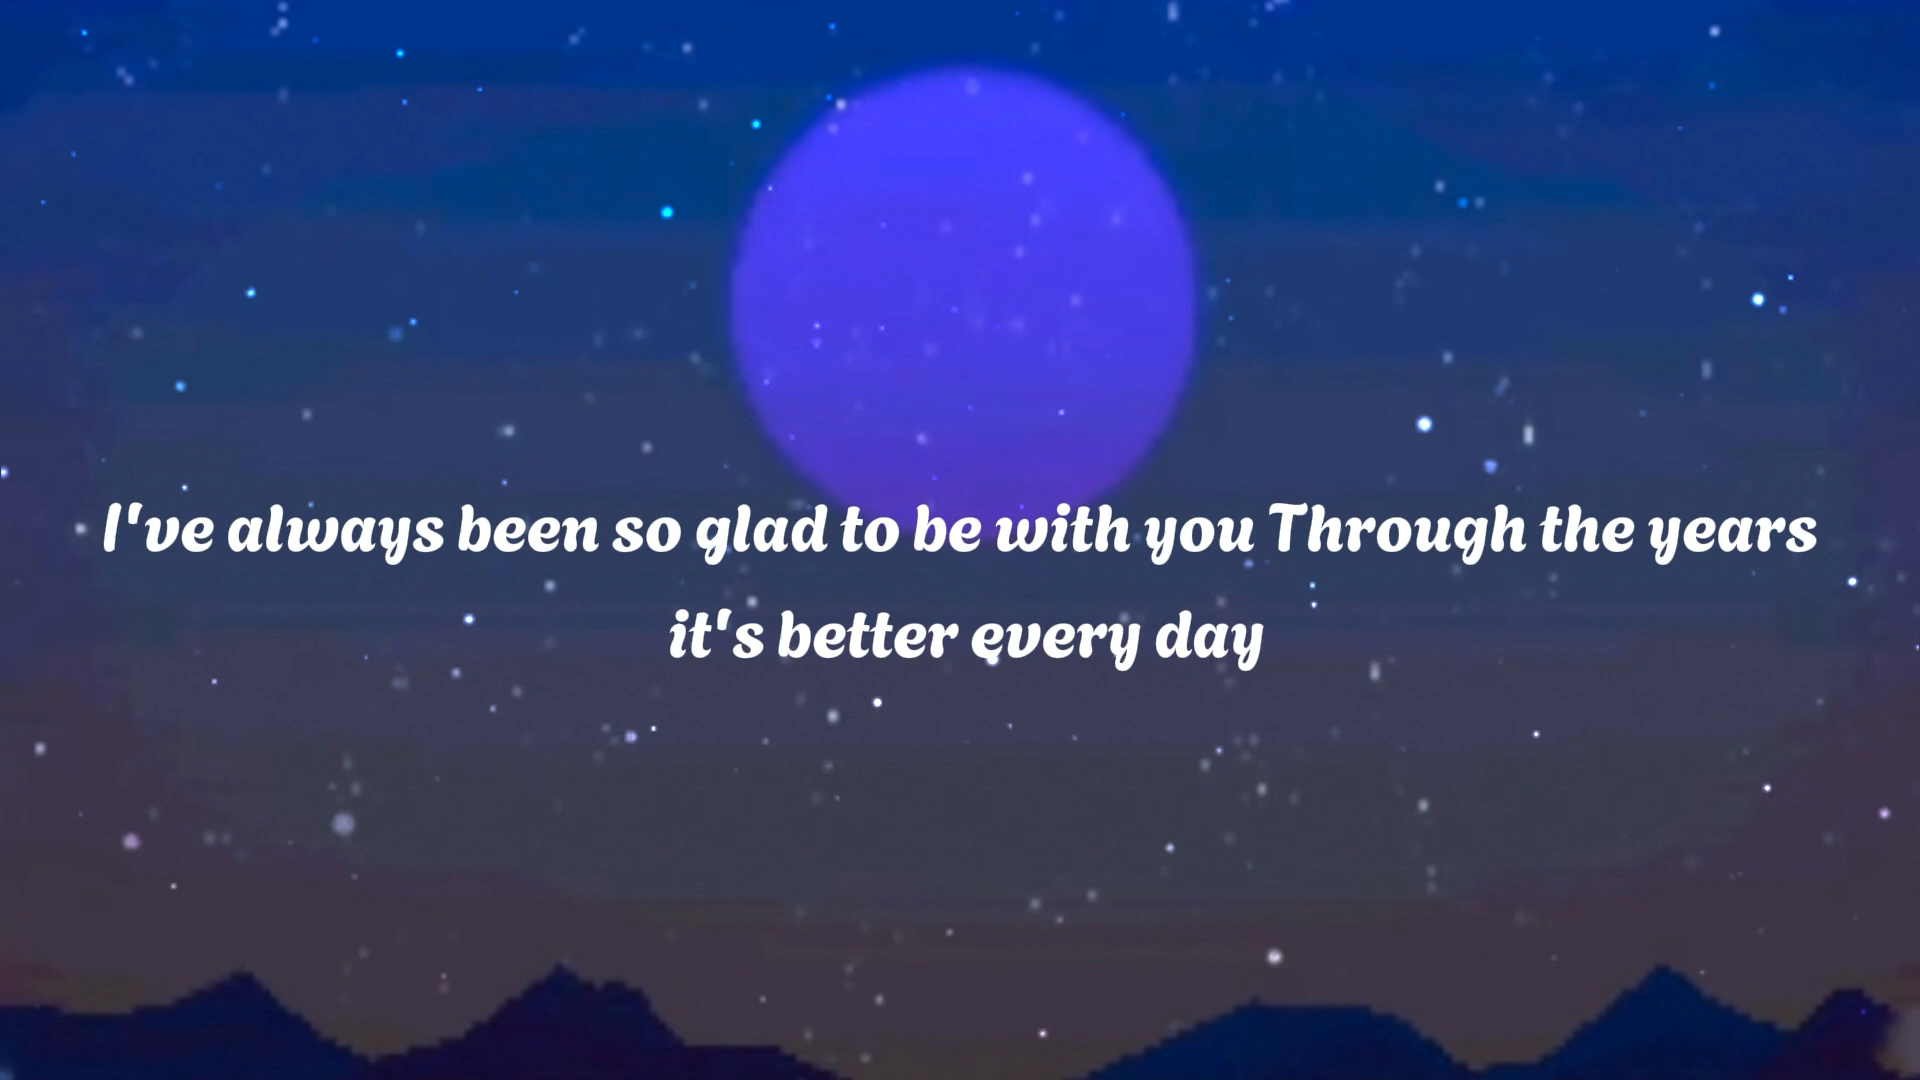 I've always been so glad to be with you Through the years
it's better every day